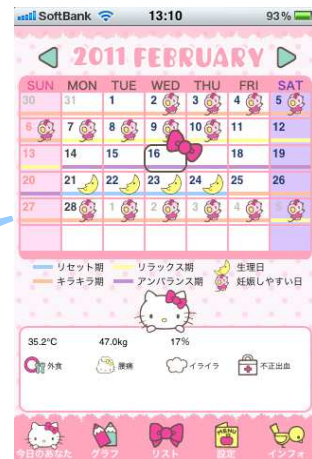 SoftBank 13:10 93%
2011 FEBRUARY
SUN MON TUE WED THU FRI SAT
30 31 1 2 3 4 5
6 7 8 9 10 11 12
13 14 15 16 18 19
20 21 22 23 24 25 26
27 28 1 2 3 4 5
リセット期 リラックス期 生理日
キラキラ期 アンバランス期 妊娠しやすい日
35.2°C 47.0kg 17%
外食 腰痛 イライラ 不正出血
MENU
今日のあなた グラフ リスト 設定 インフォ